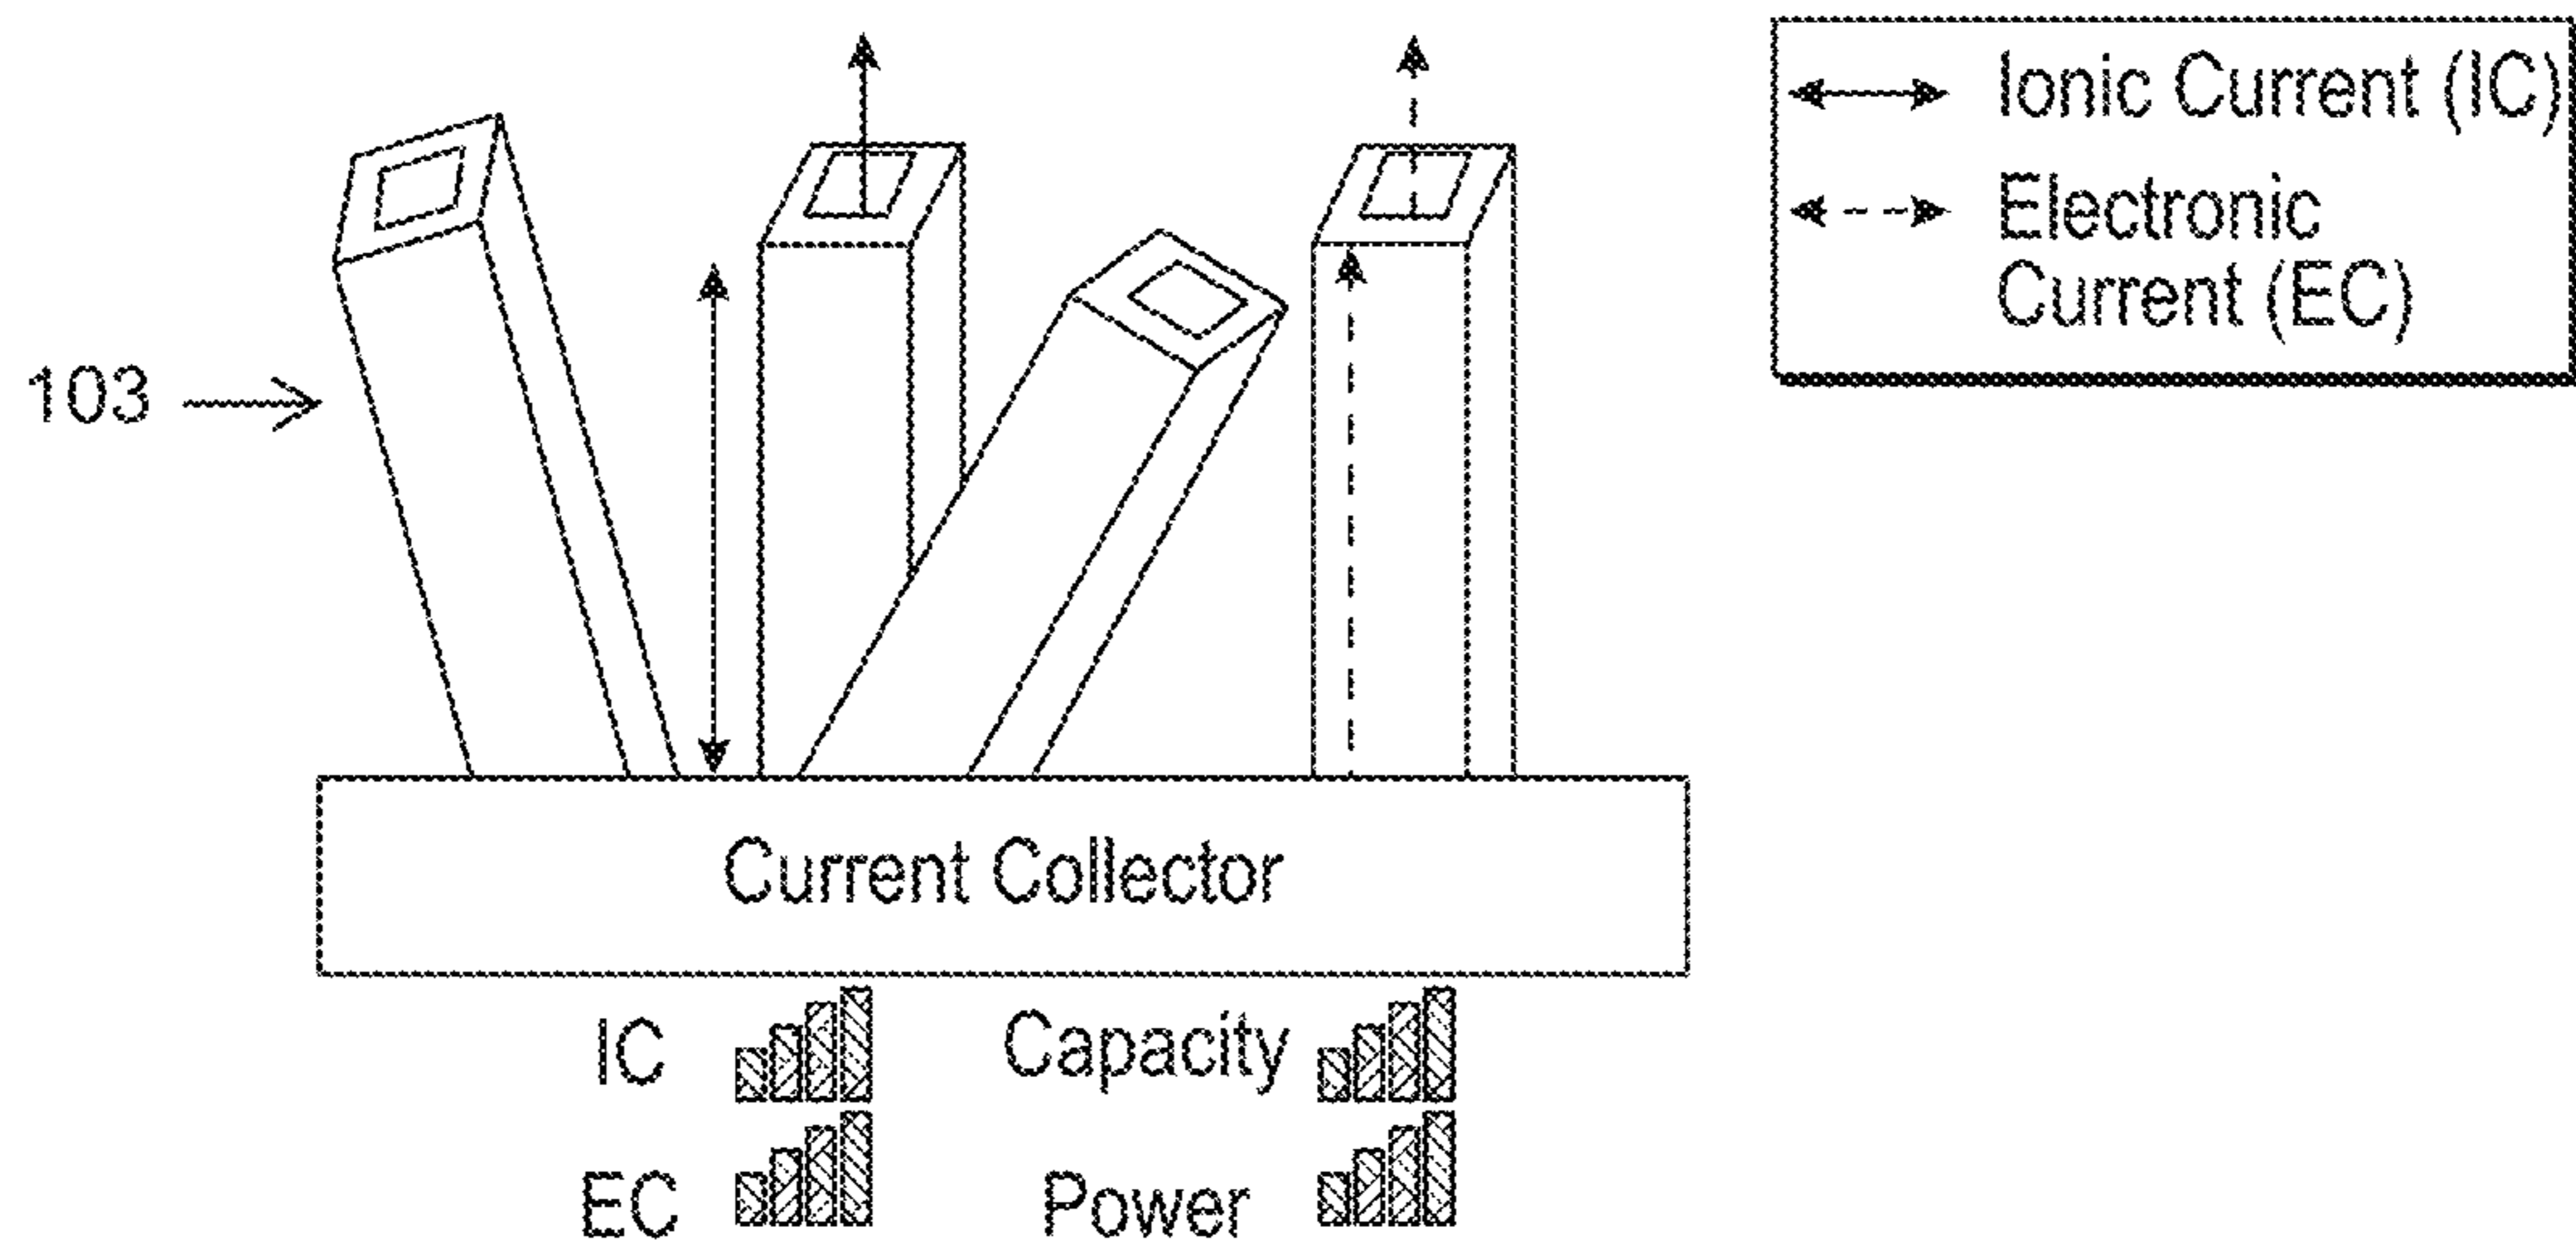 Ionic Current (IC)
Electronic
Current (EC)
103
Current Collector
IC
Capacity
EC
Power